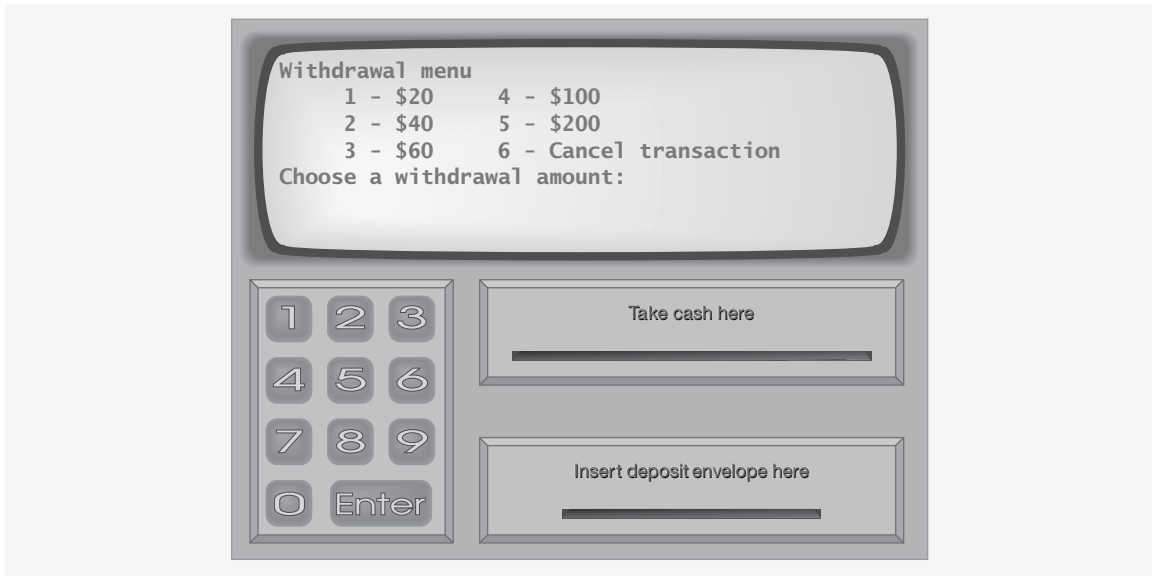 Withdrawal menu
1 - $20 4 - $100
2 - $40 5 - $200
3 - $60 6 - Cancel transaction
Choose a withdrawal amount:
1 2 3
Take cash here
4 5 6
7 8 9
Insert deposit envelope here
0 Enter